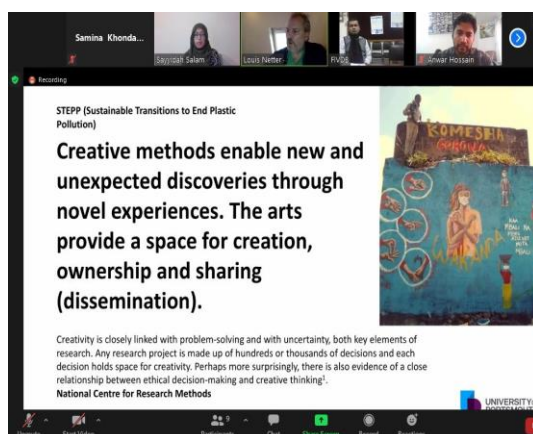 Samina Khonda...
Sayyidah Salam
Louis Netter
FIVDB
Anwar Hossain
Recording
STEPP (Sustainable Transitions to End Plastic
Pollution)
Creative methods enable new and
unexpected discoveries through
novel experiences. The arts
provide a space for creation,
ownership and sharing
(dissemination).
KOMESHA
Creativity is closely linked with problem-solving and with uncertainty, both key elements of
research. Any research project is made up of hundreds or thousands of decisions and each
decision holds space for creativity. Perhaps more surprisingly, there is also evidence of a close
relationship between ethical decision-making and creative thinking¹.
National Centre for Research Methods
UNIVERSITY
PORTSMOUTH
Unmute
Start Video
9
Participants
Chat
Share Screen
Record
Reactions